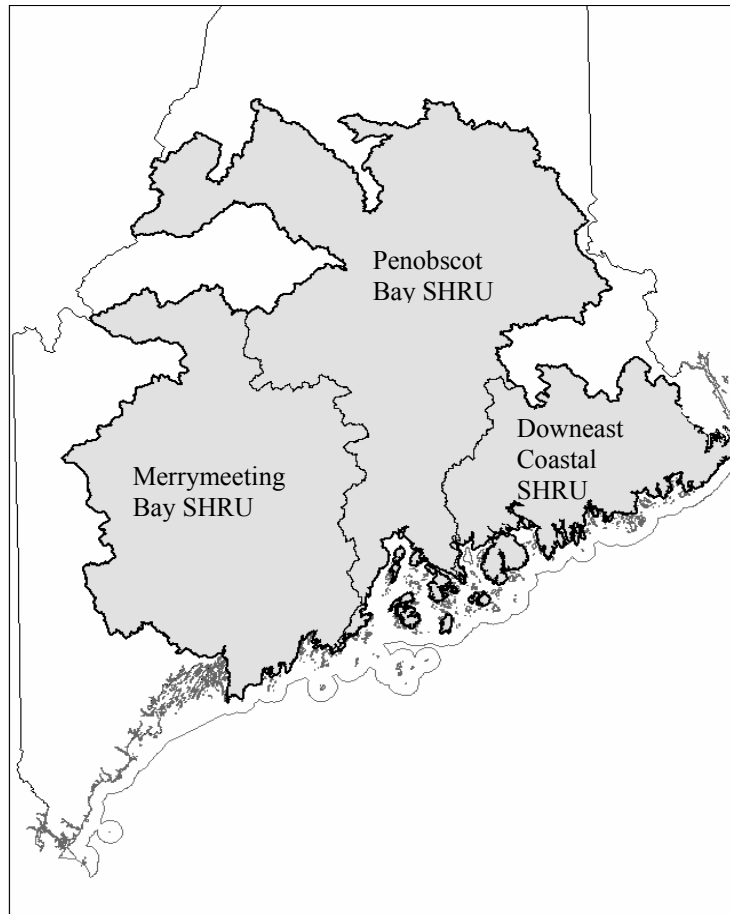 Penobscot
Bay SHRU
Downeast
Coastal
SHRU
Merrymeeting
Bay SHRU